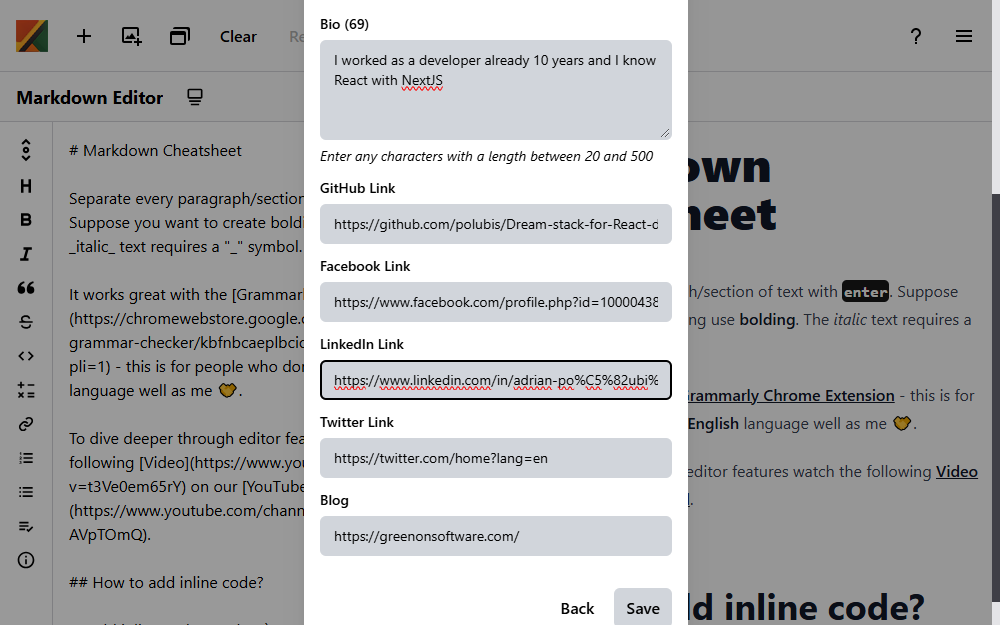 Clear
Re
Markdown Editor
# Markdown Cheatsheet
Separate every paragraph/section
Suppose you want to create boldi
_italic_ text requires a "_" symbol.
It works great with the [Grammarl
(https://chromewebstore.google.c
grammar-checker/kbfnbcaeplbcio
pli=1) - this is for people who don
language well as me
To dive deeper through editor fea
following [Video](https://www.you
v=t3Ve0em65rY) on our [YouTube
(https://www.youtube.com/chann
AVpTOmQ).
## How to add inline code?
Bio (69)
I worked as a developer already 10 years and I know
React with NextJS
Enter any characters with a length between 20 and 500
GitHub Link
https://github.com/polubis/Dream-stack-for-React-d
Facebook Link
https://www.facebook.com/profile.php?id=10000438
LinkedIn Link
https://www.linkedin.com/in/adrian-po%C5%82ubi%
Twitter Link
https://twitter.com/home?lang=en
Blog
https://greenonsoftware.com/
Back
Save
own
heet
h/section of text with enter. Suppose
ng use bolding. The italic text requires a
Grammarly Chrome Extension - this is for
English language well as me .
editor features watch the following Video
l.
dd inline code?